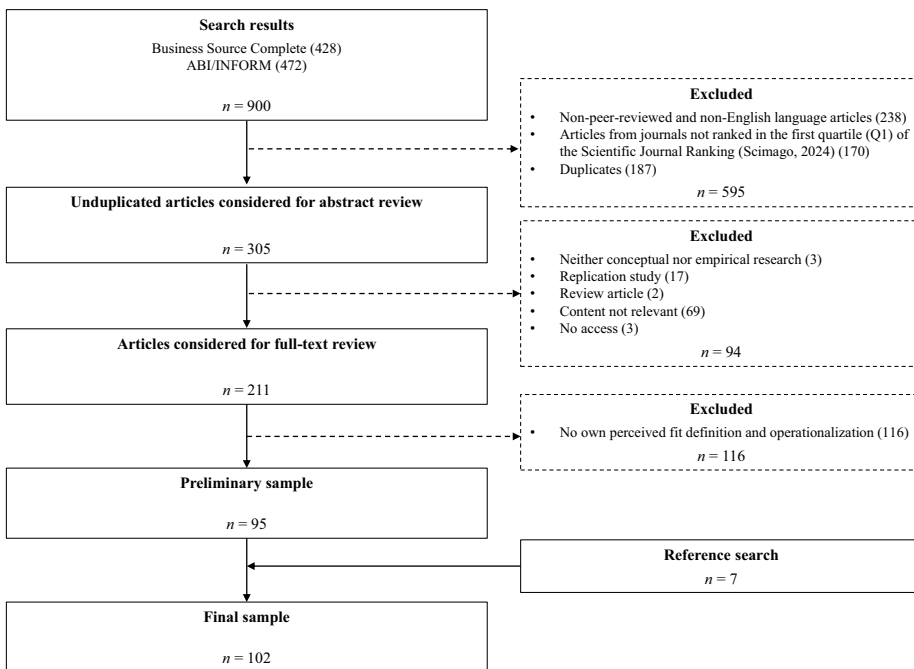 Search results
Business Source Complete (428)
ABI/INFORM (472)
n = 900
Excluded
• Non-peer-reviewed and non-English language articles (238)
• Articles from journals not ranked in the first quartile (Q1) of
the Scientific Journal Ranking (Scimago, 2024) (170)
• Duplicates (187)
n = 595
Unduplicated articles considered for abstract review
n = 305
Excluded
• Neither conceptual nor empirical research (3)
• Replication study (17)
• Review article (2)
• Content not relevant (69)
• No access (3)
n = 94
Articles considered for full-text review
n = 211
Excluded
• No own perceived fit definition and operationalization (116)
n = 116
Preliminary sample
n = 95
Reference search
n = 7
Final sample
n = 102